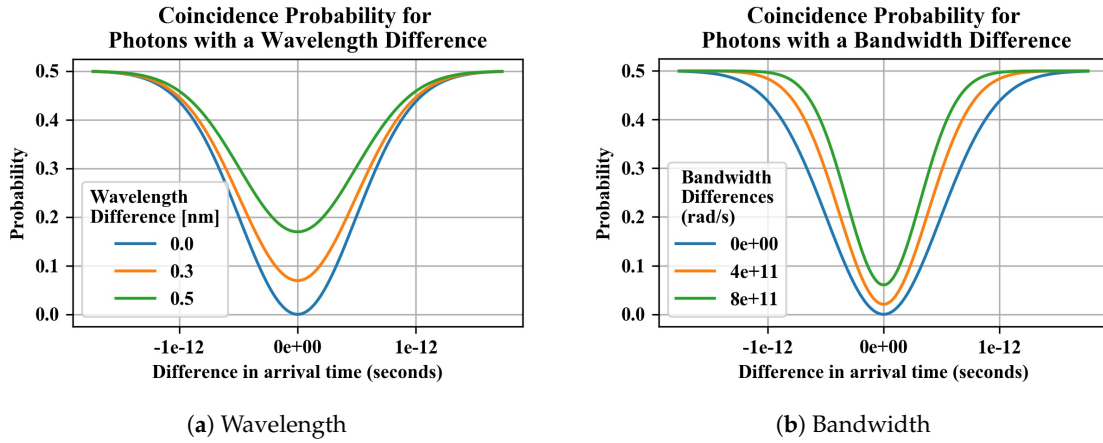 Coincidence Probability for
Photons with a Wavelength Difference
0.5
0.4
0.3
0.2
0.1
0.0
Probability
Wavelength
Difference [nm]
0.0
0.3
0.5
-1e-12
0e+00
1e-12
Difference in arrival time (seconds)
(a) Wavelength
Coincidence Probability for
Photons with a Bandwidth Difference
0.5
0.4
0.3
0.2
0.1
0.0
Probability
Bandwidth
Differences
(rad/s)
0e+00
4e+11
8e+11
-1e-12
0e+00
1e-12
Difference in arrival time (seconds)
(b) Bandwidth